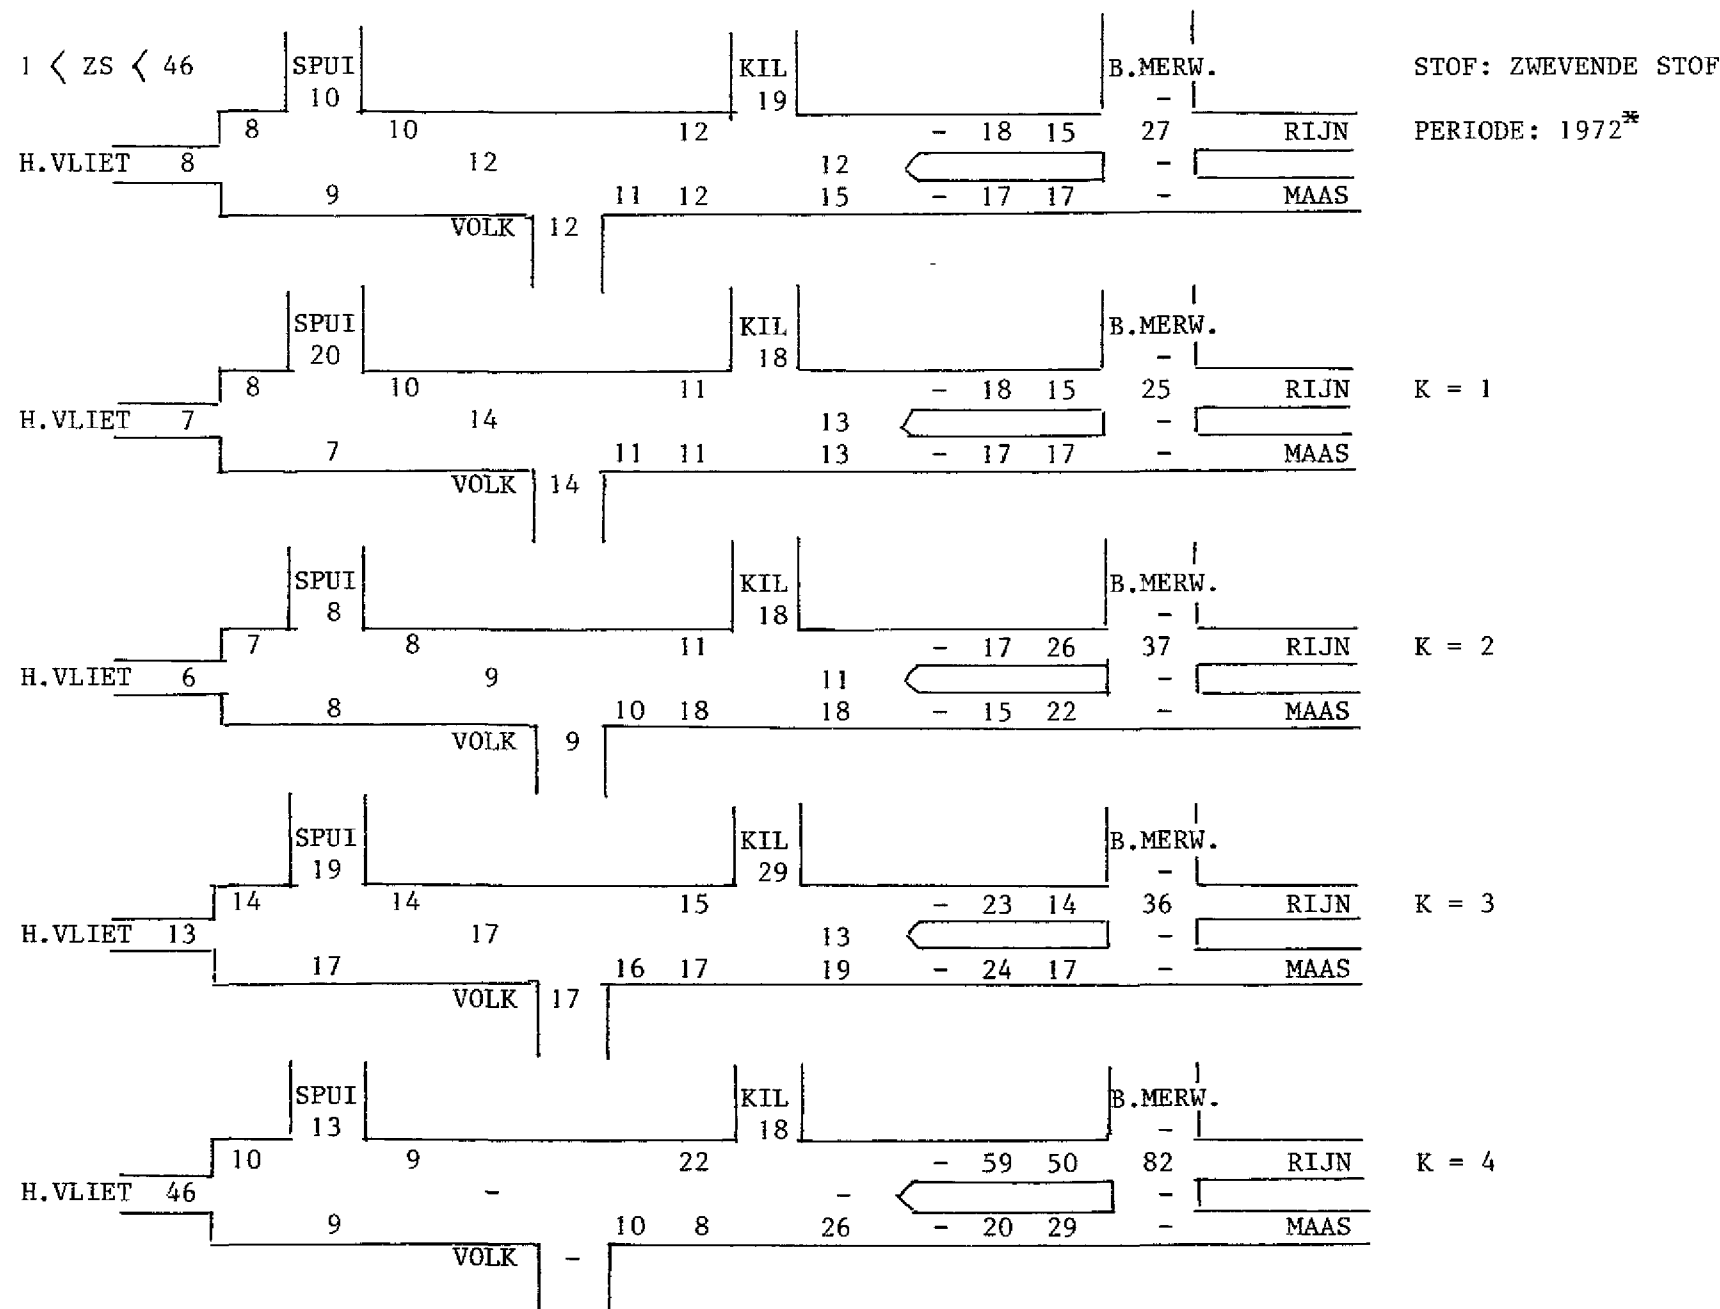 1 < ZS < 46 SPUI KIL B.MERW. STOF: ZWEVENDE STOF
10 19 -
8 10 12 - 18 15 27 RIJN PERIODE: 1972*
H.VLIET 8 12 12 -
9 11 12 15 - 17 17 - MAAS
VOLK 12
SPUI KIL B.MERW.
20 18 -
8 10 11 - 18 15 25 RIJN K = 1
H.VLIET 7 14 13 -
7 11 11 13 - 17 17 - MAAS
VOLK 14
SPUI KIL B.MERW.
8 18 -
7 8 11 - 17 26 37 RIJN K = 2
H.VLIET 6 9 11 -
8 10 18 18 - 15 22 - MAAS
VOLK 9
SPUI KIL B.MERW.
19 29 -
14 14 15 - 23 14 36 RIJN K = 3
H.VLIET 13 17 13 -
17 16 17 19 - 24 17 - MAAS
VOLK 17
SPUI KIL B.MERW.
13 18 -
10 9 22 - 59 50 82 RIJN K = 4
H.VLIET 46 - - -
9 10 8 26 - 20 29 - MAAS
VOLK -